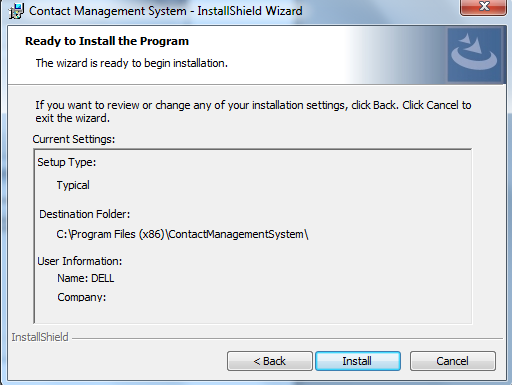 Contact Management System - InstallShield Wizard
Ready to Install the Program
The wizard is ready to begin installation.
If you want to review or change any of your installation settings, click Back. Click Cancel to
exit the wizard.
Current Settings:
Setup Type:
Typical
Destination Folder:
C:\Program Files (x86)\ContactManagementSystem\
User Information:
Name: DELL
Company:
InstallShield
< Back
Install
Cancel